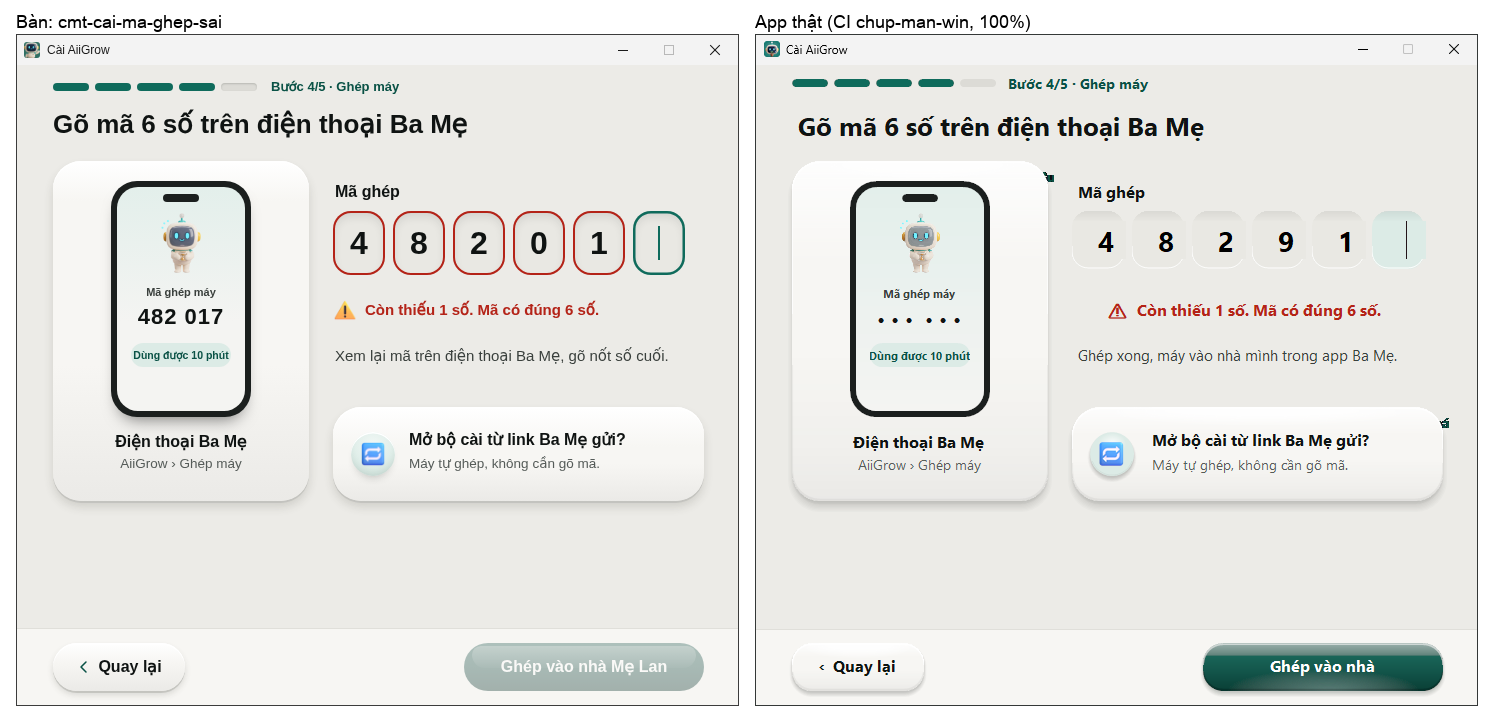 Bàn: cmt-cai-ma-ghep-sai
Cài AiiGrow
Bước 4/5 · Ghép máy
Gõ mã 6 số trên điện thoại Ba Mẹ
Mã ghép máy
482 017
Dùng được 10 phút
Điện thoại Ba Mẹ
AiiGrow › Ghép máy
Mã ghép
4 8 2 0 1
Còn thiếu 1 số. Mã có đúng 6 số.
Xem lại mã trên điện thoại Ba Mẹ, gõ nốt số cuối.
Mở bộ cài từ link Ba Mẹ gửi?
Máy tự ghép, không cần gõ mã.
Quay lại
Ghép vào nhà Mẹ Lan
App thật (CI chup-man-win, 100%)
Cài AiiGrow
Bước 4/5 · Ghép máy
Gõ mã 6 số trên điện thoại Ba Mẹ
Mã ghép máy
• • • • • •
Dùng được 10 phút
Điện thoại Ba Mẹ
AiiGrow › Ghép máy
Mã ghép
4 8 2 9 1
Còn thiếu 1 số. Mã có đúng 6 số.
Ghép xong, máy vào nhà mình trong app Ba Mẹ.
Mở bộ cài từ link Ba Mẹ gửi?
Máy tự ghép, không cần gõ mã.
‹ Quay lại
Ghép vào nhà